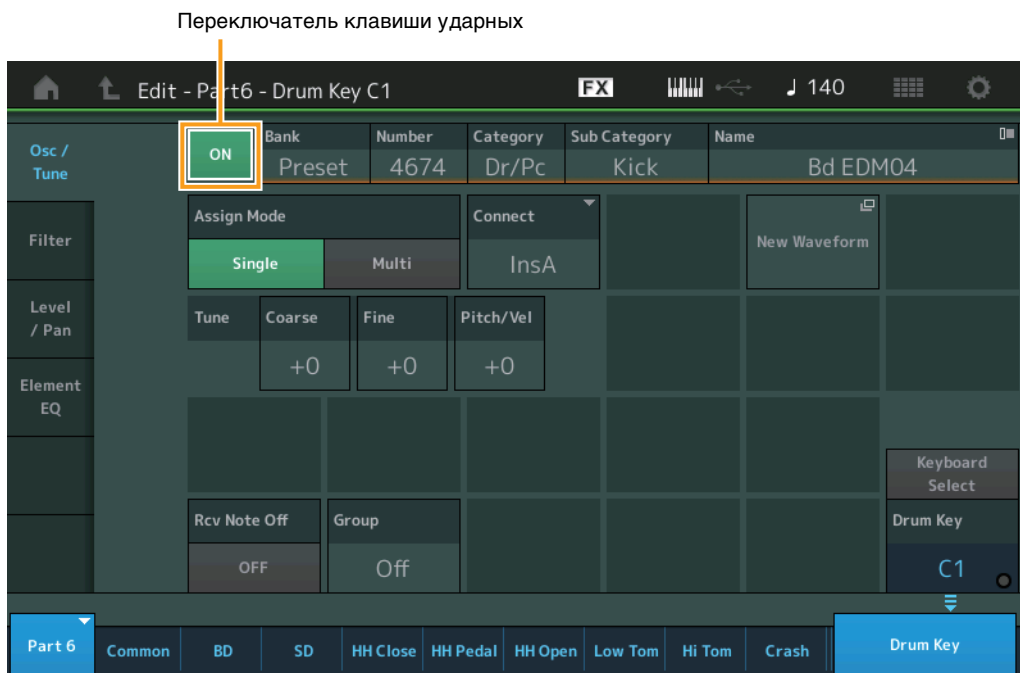 Переключатель клавиши ударных
Edit - Part6 - Drum Key C1
FX
♩ 140
Osc / Tune
ON
Bank
Preset
Number
4674
Category
Dr/Pc
Sub Category
Kick
Name
Bd EDM04
Filter
Assign Mode
Single
Multi
Connect
InsA
New Waveform
Level / Pan
Tune
Coarse
+0
Fine
+0
Pitch/Vel
+0
Element EQ
Keyboard Select
Rcv Note Off
OFF
Group
Off
Drum Key
C1
Part 6
Common
BD
SD
HH Close
HH Pedal
HH Open
Low Tom
Hi Tom
Crash
Drum Key